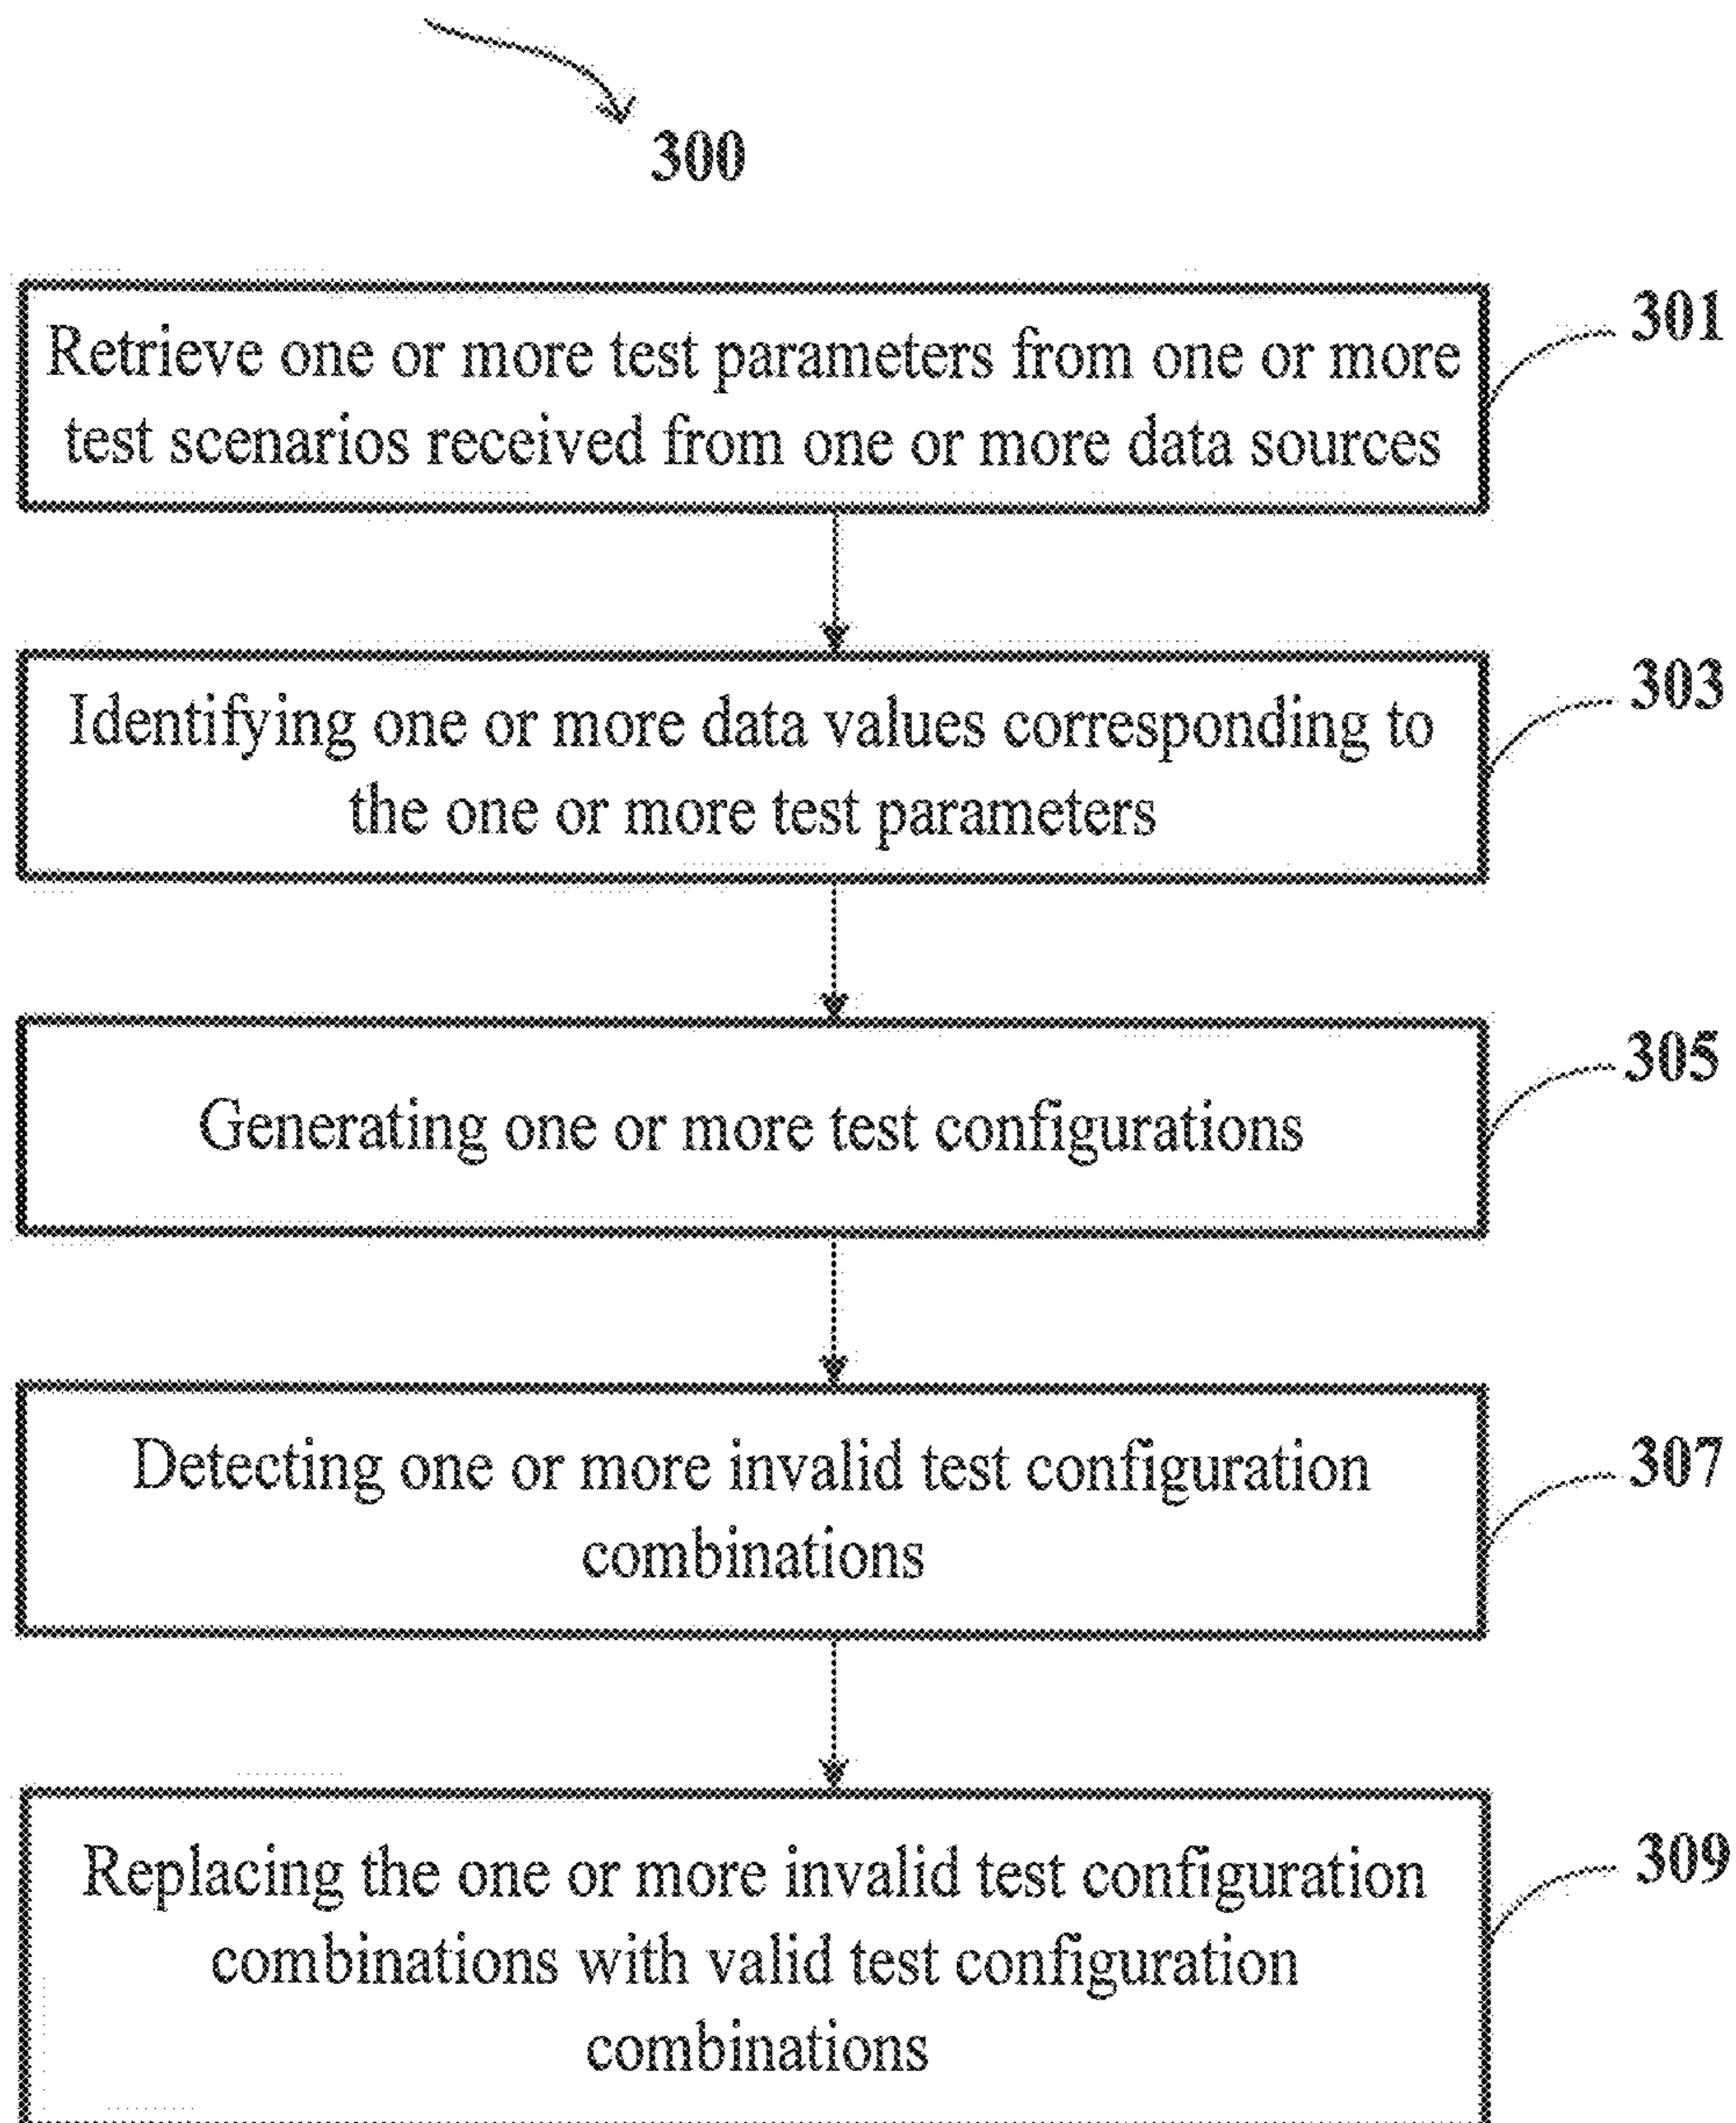 300
Retrieve one or more test parameters from one or more
test scenarios received from one or more data sources
301
Identifying one or more data values corresponding to
the one or more test parameters
303
Generating one or more test configurations
305
Detecting one or more invalid test configuration
combinations
307
Replacing the one or more invalid test configuration
combinations with valid test configuration
combinations
309